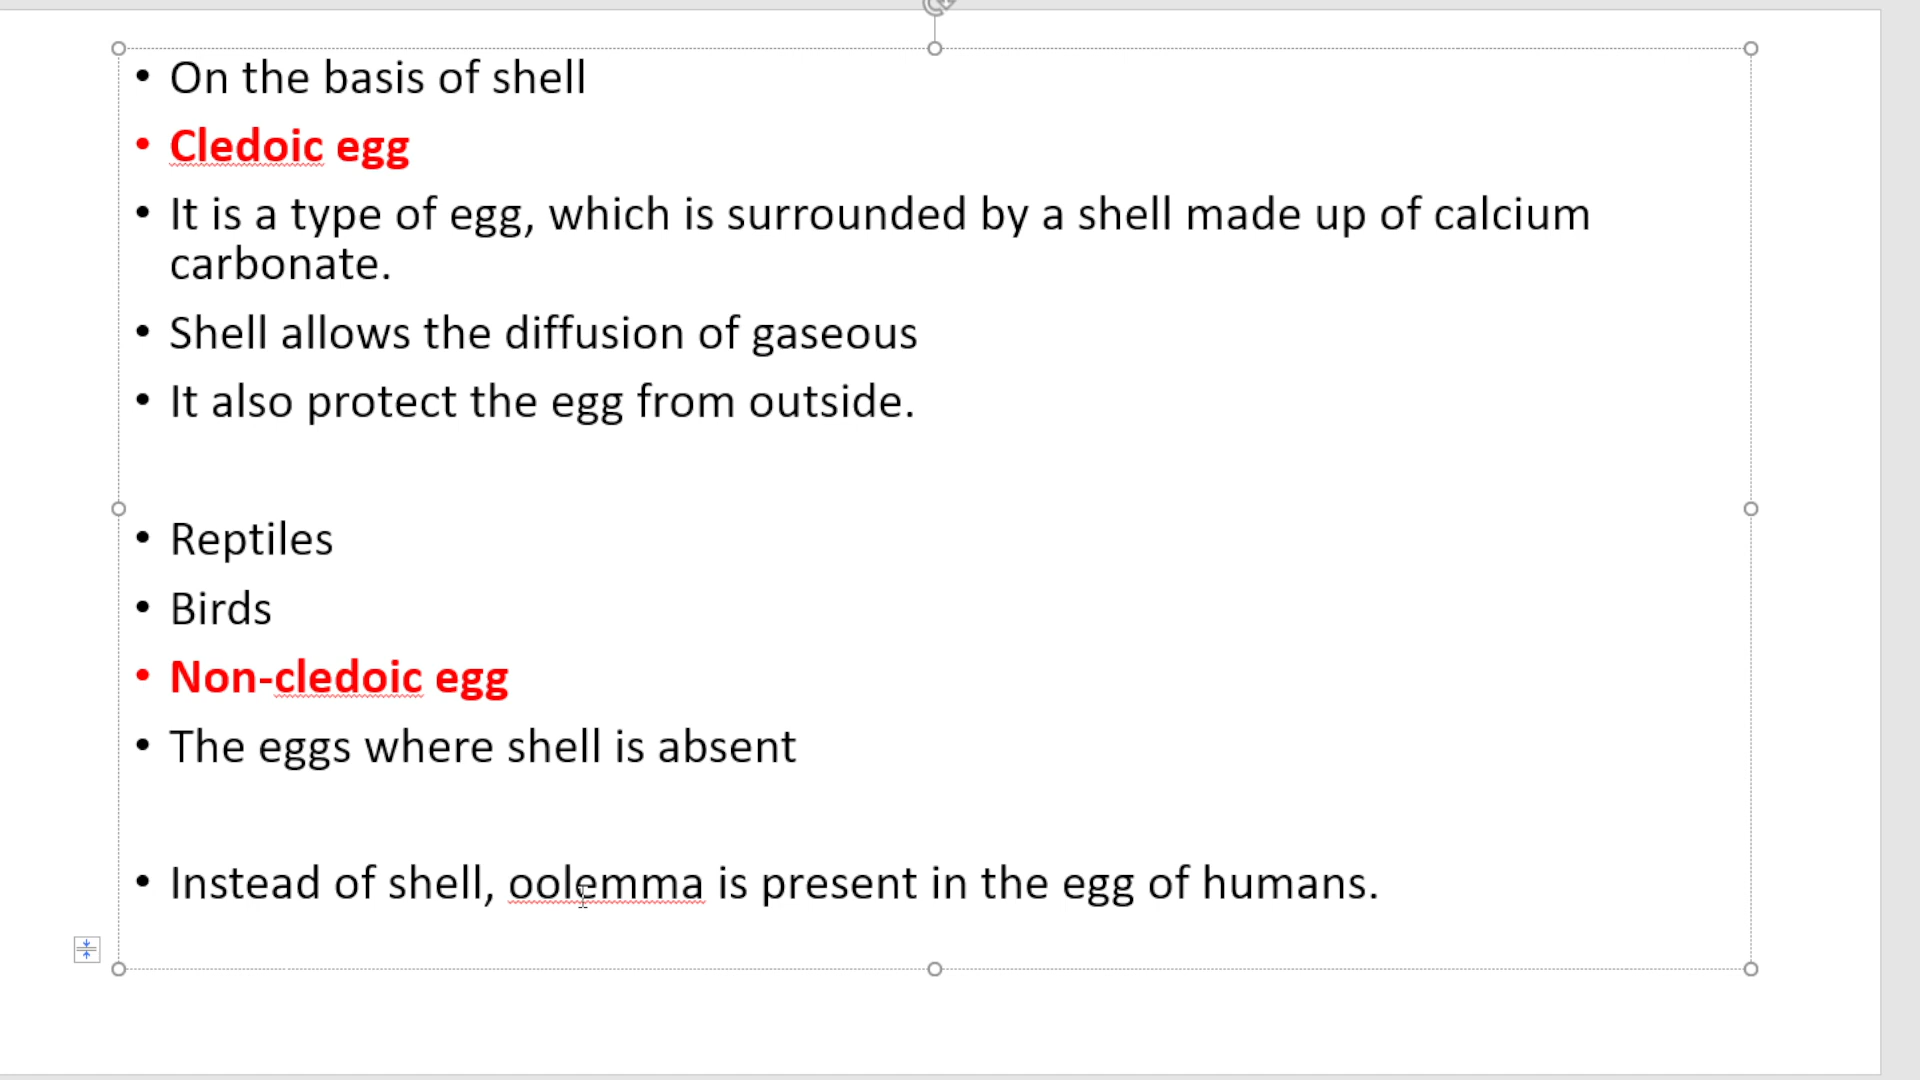 • On the basis of shell
• Cledoic egg
• It is a type of egg, which is surrounded by a shell made up of calcium
carbonate.
• Shell allows the diffusion of gaseous
• It also protect the egg from outside.
• Reptiles
• Birds
• Non-cledoic egg
• The eggs where shell is absent
• Instead of shell, oolemma is present in the egg of humans.